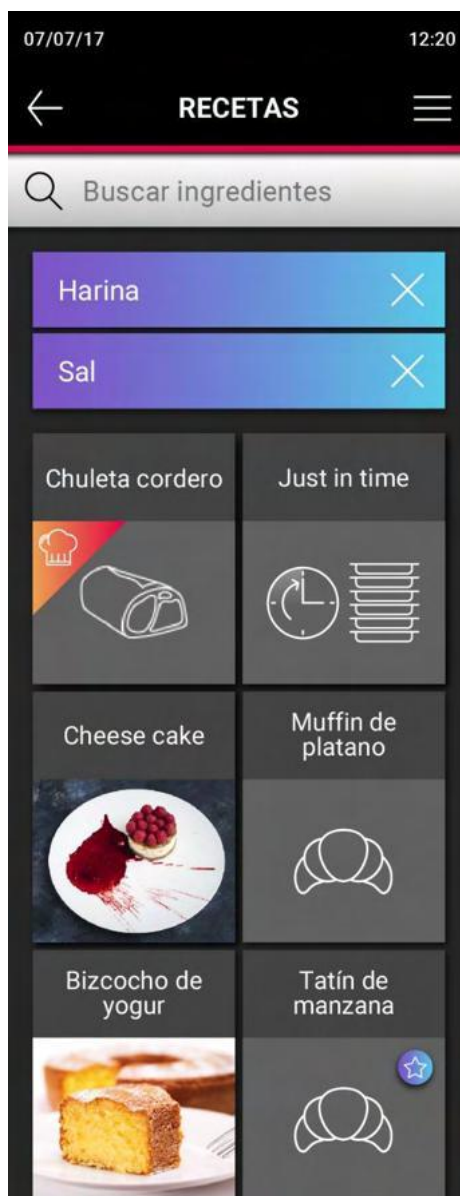 07/07/17 12:20
RECETAS
Buscar ingredientes
Harina
Sal
Chuleta cordero
Just in time
Cheese cake
Muffin de
platano
Bizcocho de
yogur
Tatín de
manzana